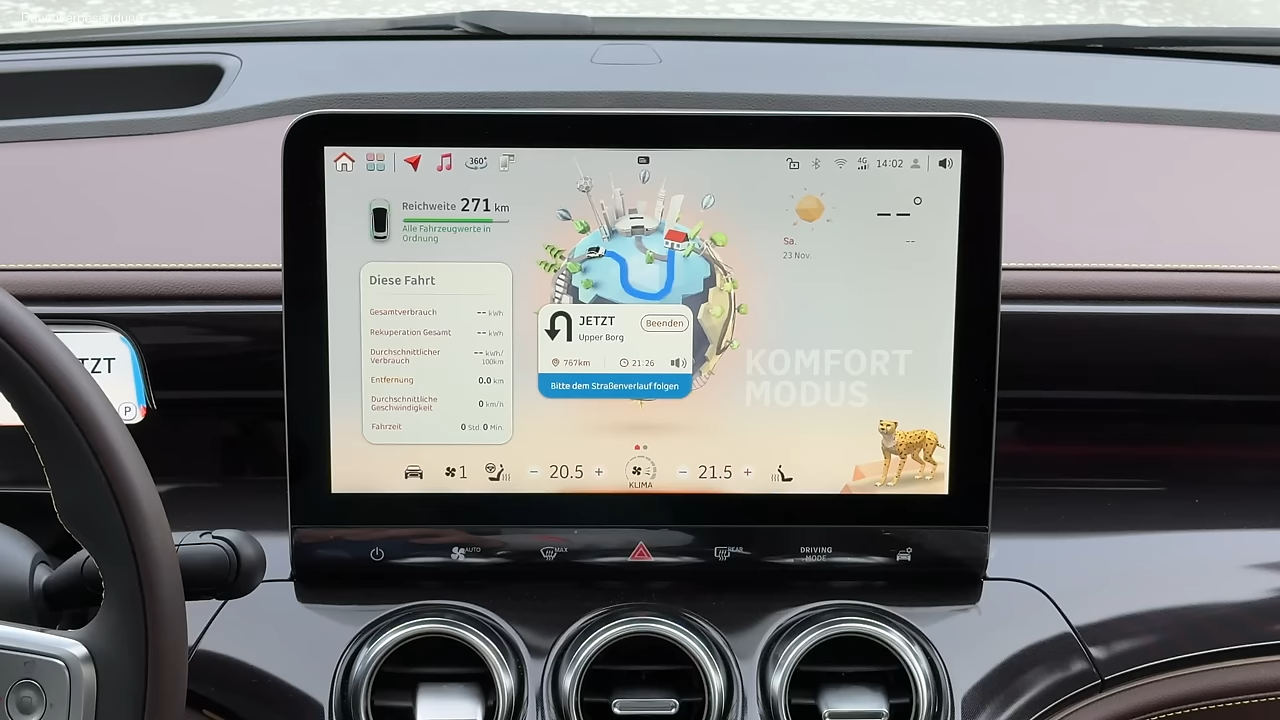 Dauerwerbesendung
360°
4G
14:02
Reichweite 271 km
Alle Fahrzeugwerte in
Ordnung
Sa.
23 Nov.
--
--
Diese Fahrt
Gesamtverbrauch -- kWh
Rekuperation Gesamt -- kWh
Durchschnittlicher
Verbrauch -- kWh/
100km
Entfernung 0.0 km
Durchschnittliche
Geschwindigkeit 0 km/h
Fahrzeit 0 Std. 0 Min.
JETZT
Upper Borg
Beenden
767km 21:26
Bitte dem Straßenverlauf folgen
KOMFORT
MODUS
TZT
P
1
− 20.5 +
KLIMA
− 21.5 +
AUTO
MAX
REAR
DRIVING
MODE